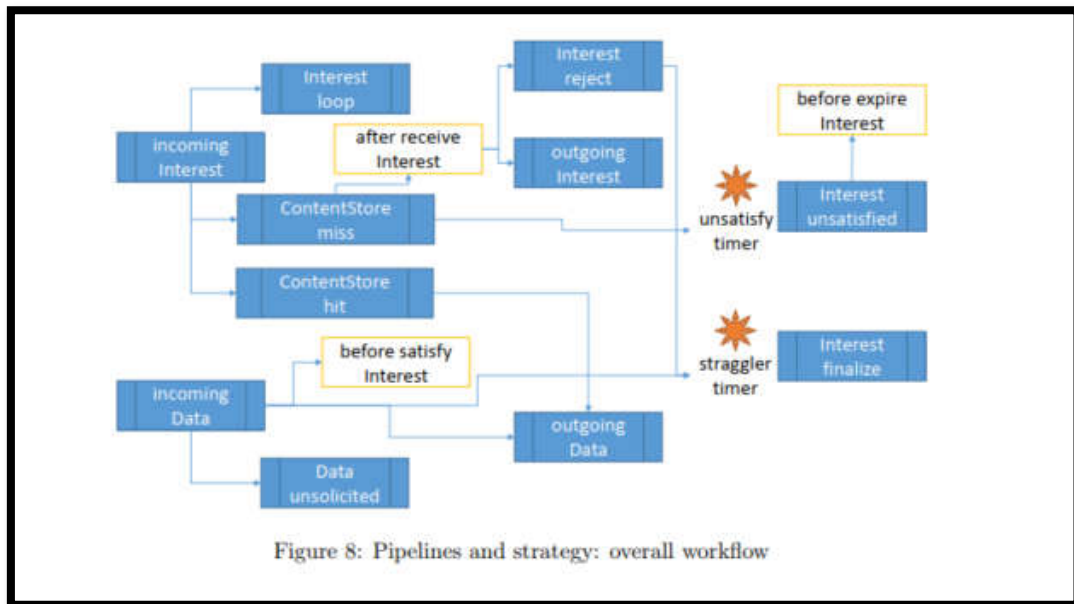 Interest
loop
incoming
Interest
after receive
Interest
Interest
reject
outgoing
Interest
before expire
Interest
ContentStore
miss
unsatisfy
timer
Interest
unsatisfied
ContentStore
hit
before satisfy
Interest
straggler
timer
Interest
finalize
incoming
Data
outgoing
Data
Data
unsolicited
Figure 8: Pipelines and strategy: overall workflow